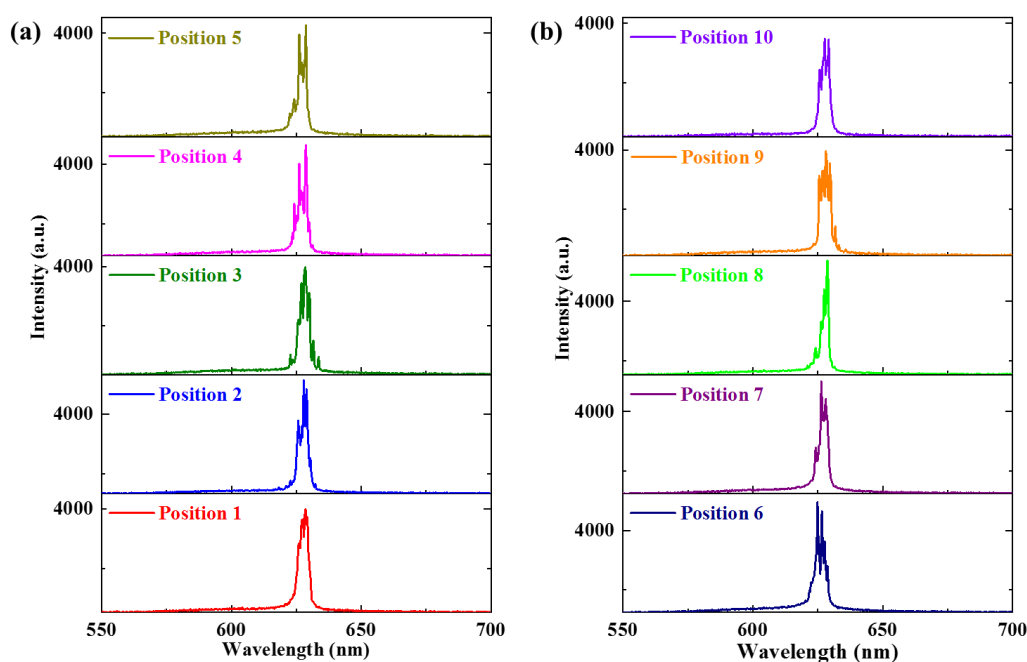 (a)
Intensity (a.u.)
4000
Position 5
4000
Position 4
4000
Position 3
4000
Position 2
4000
Position 1
550
600
650
700
Wavelength (nm)
(b)
Intensity (a.u.)
4000
Position 10
4000
Position 9
4000
Position 8
4000
Position 7
4000
Position 6
550
600
650
700
Wavelength (nm)